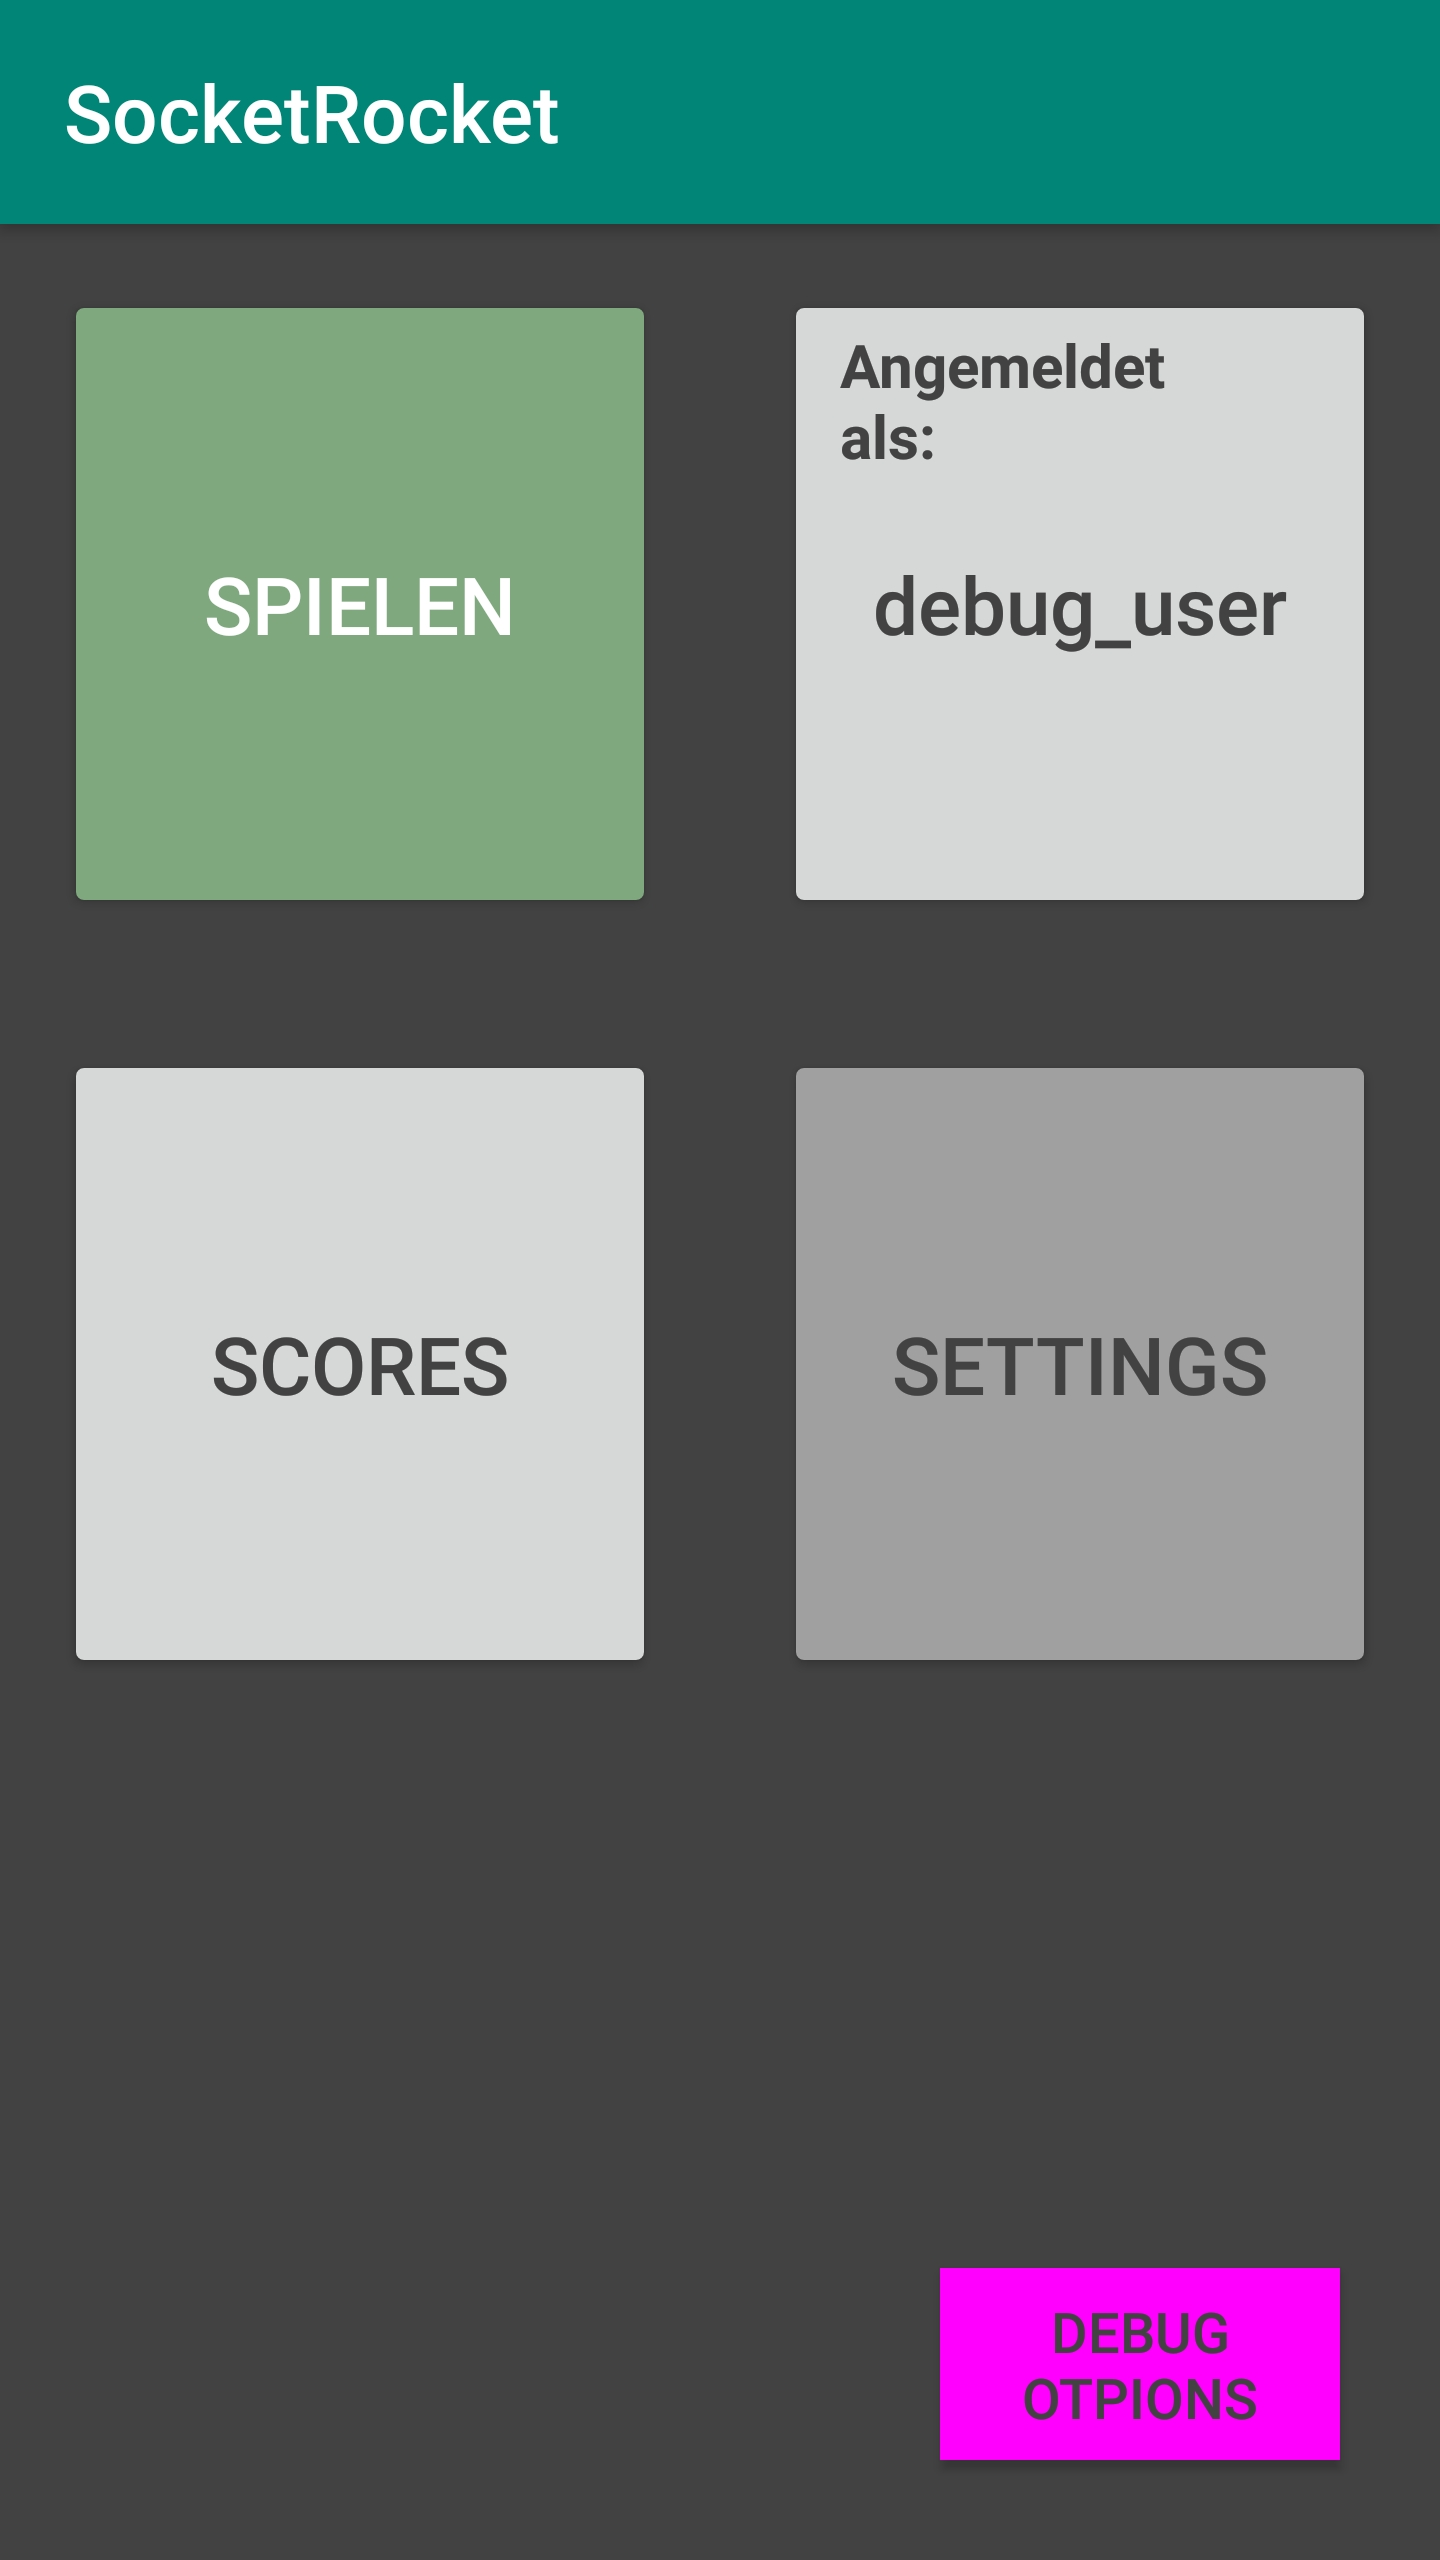 SocketRocket
SPIELEN
Angemeldet
als:
debug_user
SCORES
SETTINGS
DEBUG
OTPIONS